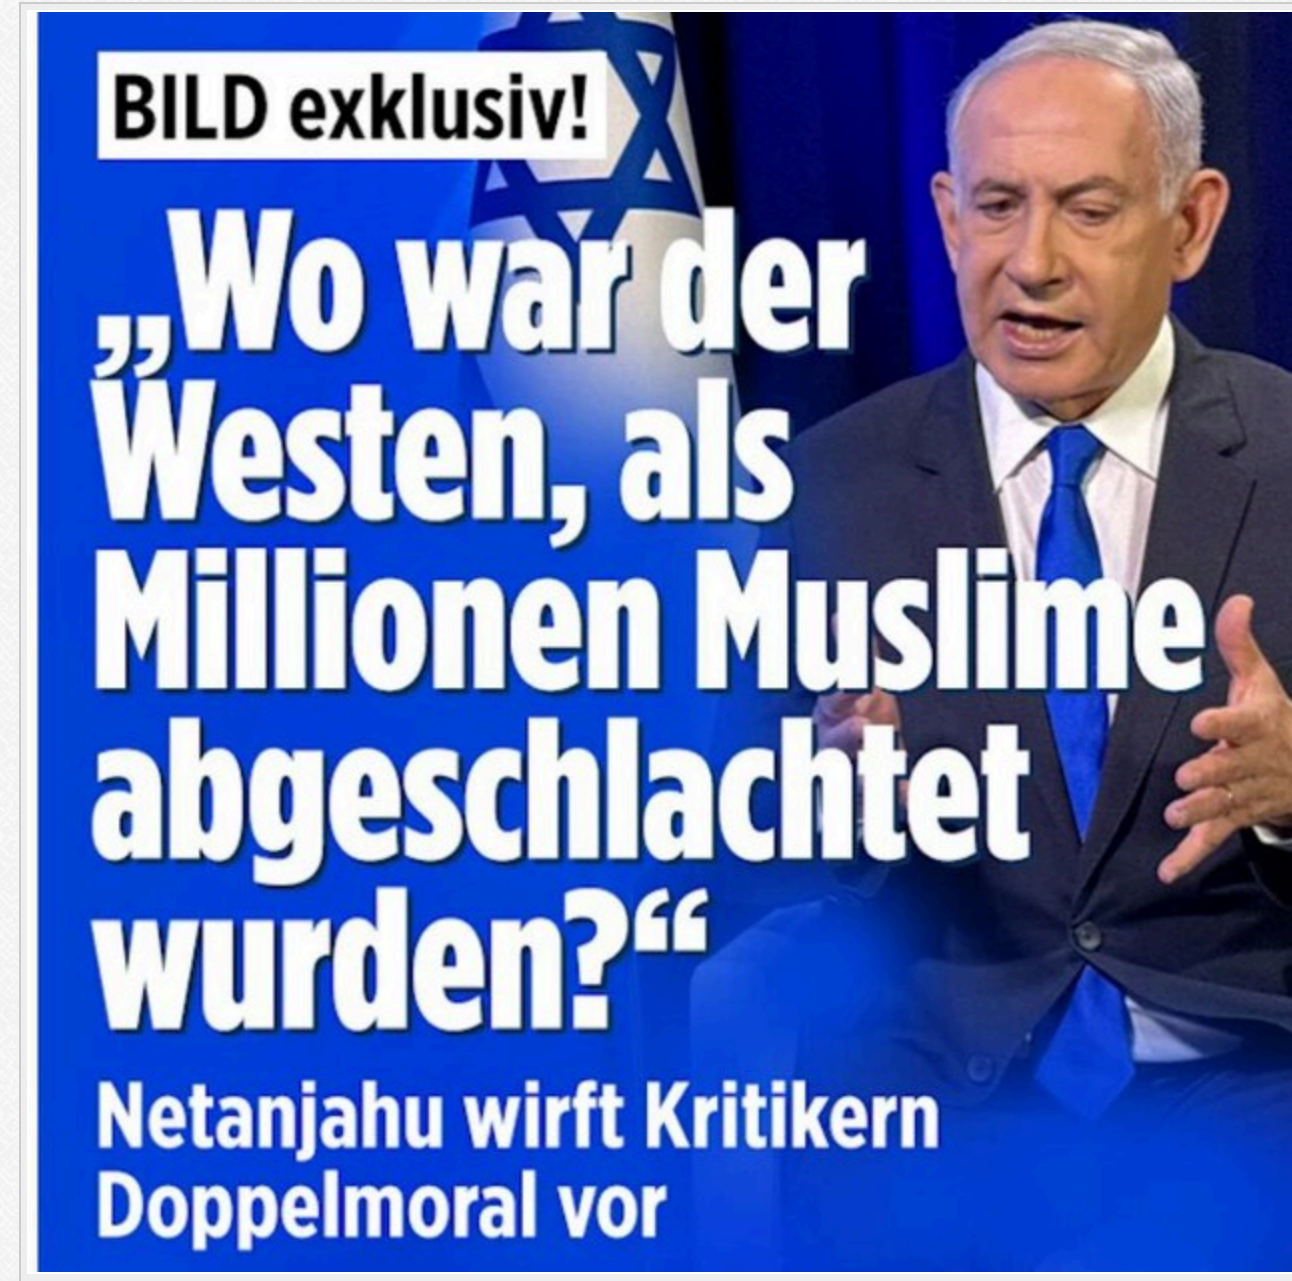 BILD exklusiv!
„Wo war der
Westen, als
Millionen Muslime
abgeschlachtet
wurden?“
Netanjahu wirft Kritikern
Doppelmoral vor